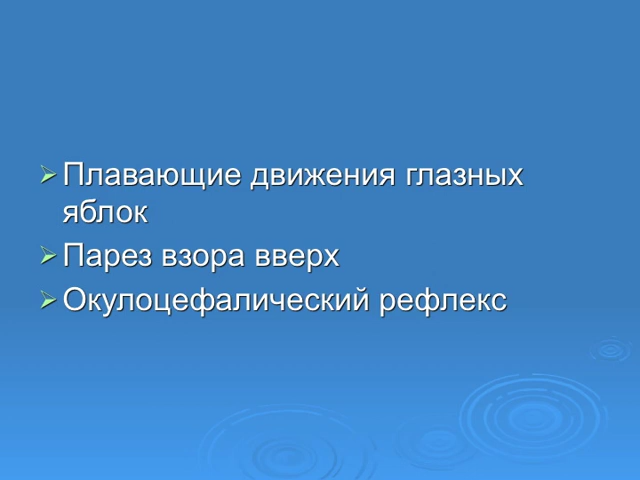 Плавающие движения глазных
яблок
Парез взора вверх
Окулоцефалический рефлекс